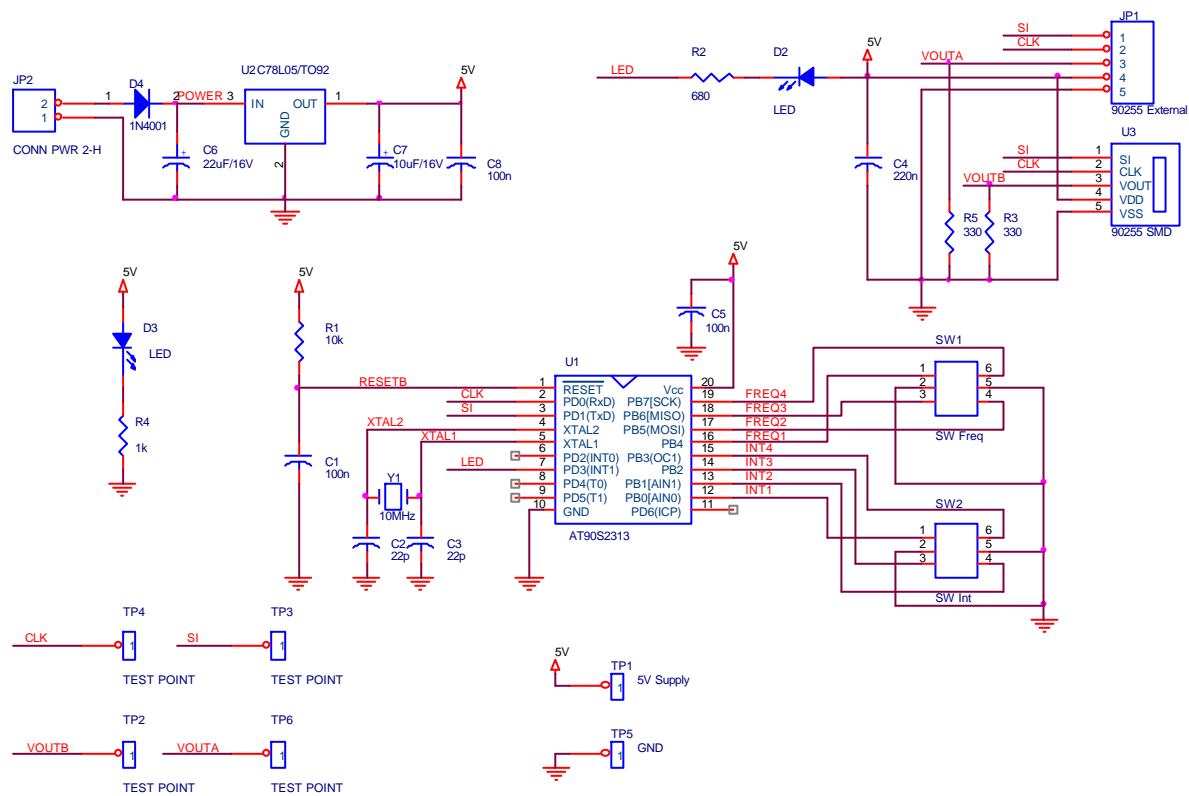 JP2
2
1
CONN PWR 2-H
1
D4
2
1N4001
POWER
3
U2 C78L05/TO92
IN
OUT
GND
2
1
5V
C6
22uF/16V
C7
10uF/16V
C8
100n
LED
R2
680
D2
LED
5V
C4
220n
VOUTA
SI
CLK
JP1
1
2
3
4
5
90255 External
U3
SI
CLK
VOUTB
1
2
3
4
5
SI
CLK
VOUT
VDD
VSS
90255 SMD
R5
330
R3
330
5V
D3
LED
R4
1k
5V
R1
10k
RESETB
C1
100n
CLK
SI
XTAL2
XTAL1
LED
Y1
10MHz
C2
22p
C3
22p
5V
C5
100n
U1
1
2
3
4
5
6
7
8
9
10
RESET
PD0(RxD)
PD1(TxD)
XTAL2
XTAL1
PD2(INT0)
PD3(INT1)
PD4(T0)
PD5(T1)
GND
Vcc
PB7[SCK]
PB6[MISO]
PB5(MOSI]
PB4
PB3(OC1)
PB2
PB1[AIN1]
PB0[AIN0]
PD6(ICP)
20
19
18
17
16
15
14
13
12
11
AT90S2313
FREQ4
FREQ3
FREQ2
FREQ1
INT4
INT3
INT2
INT1
SW1
1
2
3
6
5
4
SW Freq
SW2
1
2
3
6
5
4
SW Int
CLK
TP4
1
TEST POINT
SI
TP3
1
TEST POINT
5V
TP1
1
5V Supply
VOUTB
TP2
1
TEST POINT
VOUTA
TP6
1
TEST POINT
TP5
1
GND